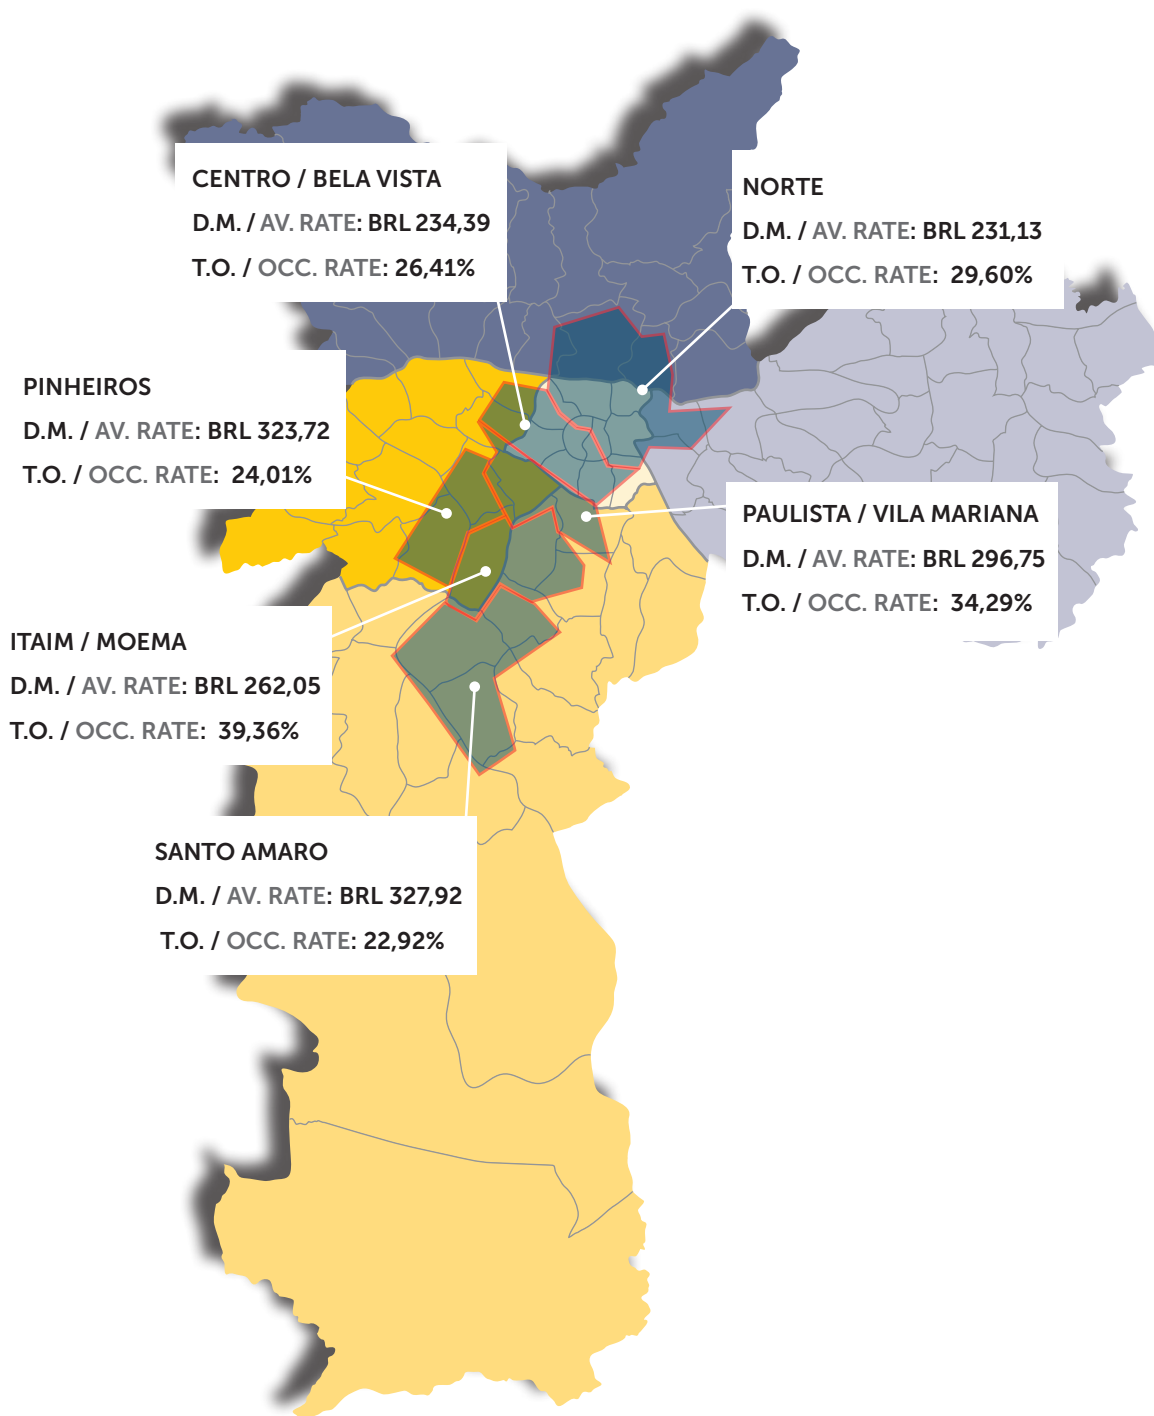 CENTRO / BELA VISTA
D.M. / AV. RATE: BRL 234,39
T.O. / OCC. RATE: 26,41%
NORTE
D.M. / AV. RATE: BRL 231,13
T.O. / OCC. RATE: 29,60%
PINHEIROS
D.M. / AV. RATE: BRL 323,72
T.O. / OCC. RATE: 24,01%
PAULISTA / VILA MARIANA
D.M. / AV. RATE: BRL 296,75
T.O. / OCC. RATE: 34,29%
ITAIM / MOEMA
D.M. / AV. RATE: BRL 262,05
T.O. / OCC. RATE: 39,36%
SANTO AMARO
D.M. / AV. RATE: BRL 327,92
T.O. / OCC. RATE: 22,92%